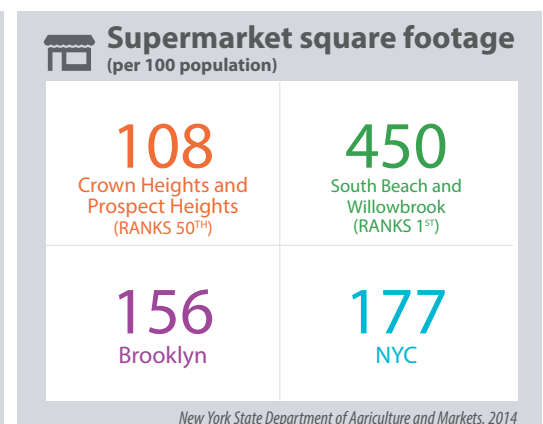 Supermarket square footage
(per 100 population)
108
Crown Heights and
Prospect Heights
(RANKS 50TH)
450
South Beach and
Willowbrook
(RANKS 1ST)
156
Brooklyn
177
NYC
New York State Department of Agriculture and Markets, 2014